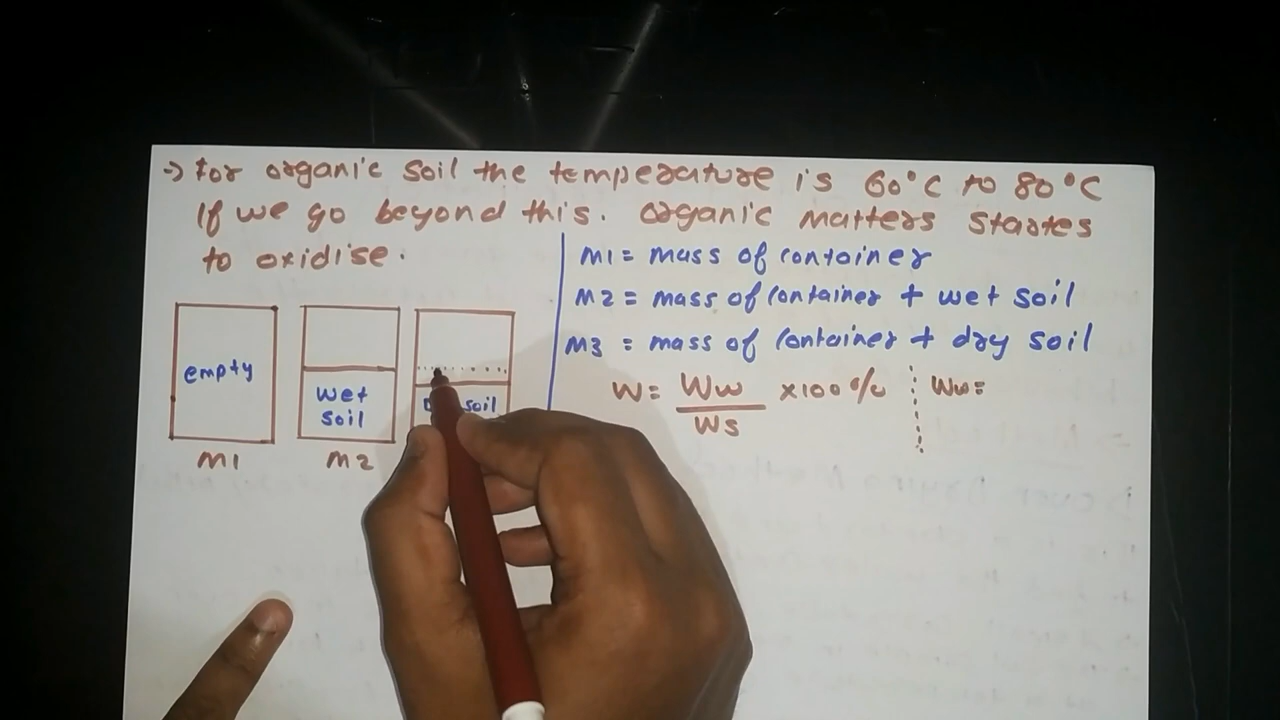 -> For organic soil the temperature is 60°C to 80°C
If we go beyond this. organic matters startes
to oxidise.
M1 = mass of container
M2 = mass of container + wet soil
M3 = mass of container + dry soil
W = Ww/Ws ×100 % Ww=
empty
wet
soil
soil
M1 M2